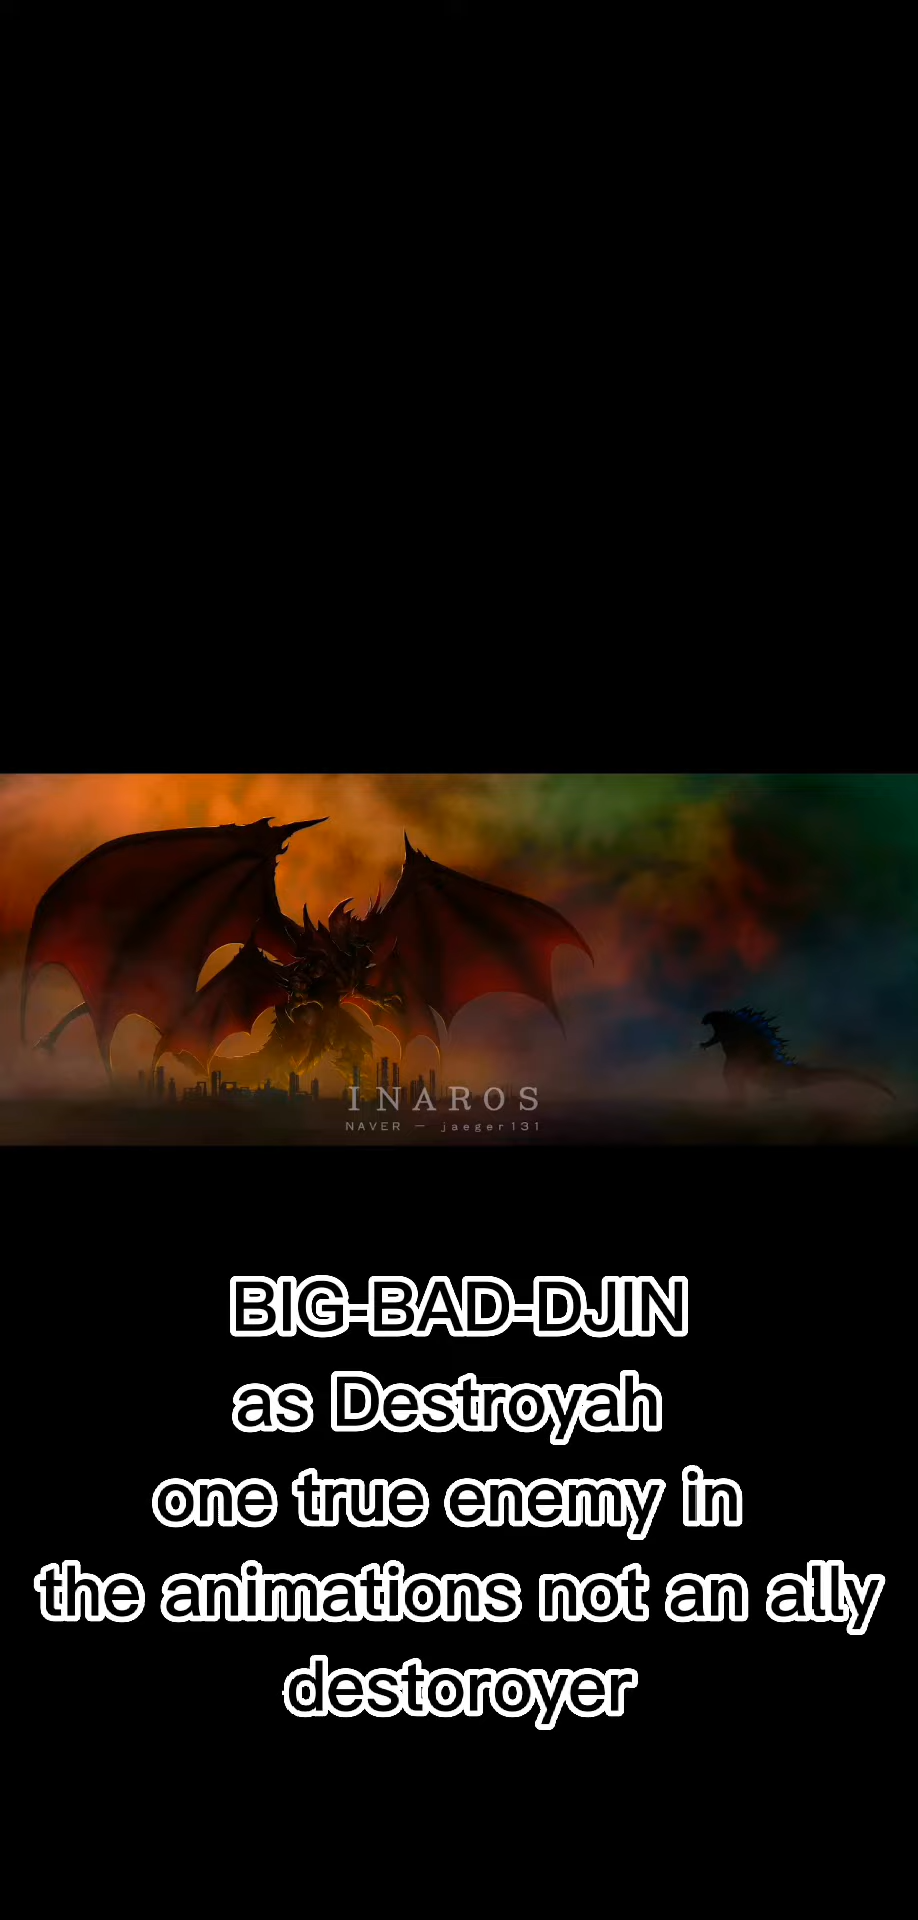 INAROS
NAVER — jaeger131
BIG-BAD-DJIN
as Destroyah
one true enemy in
the animations not an ally
destoroyer